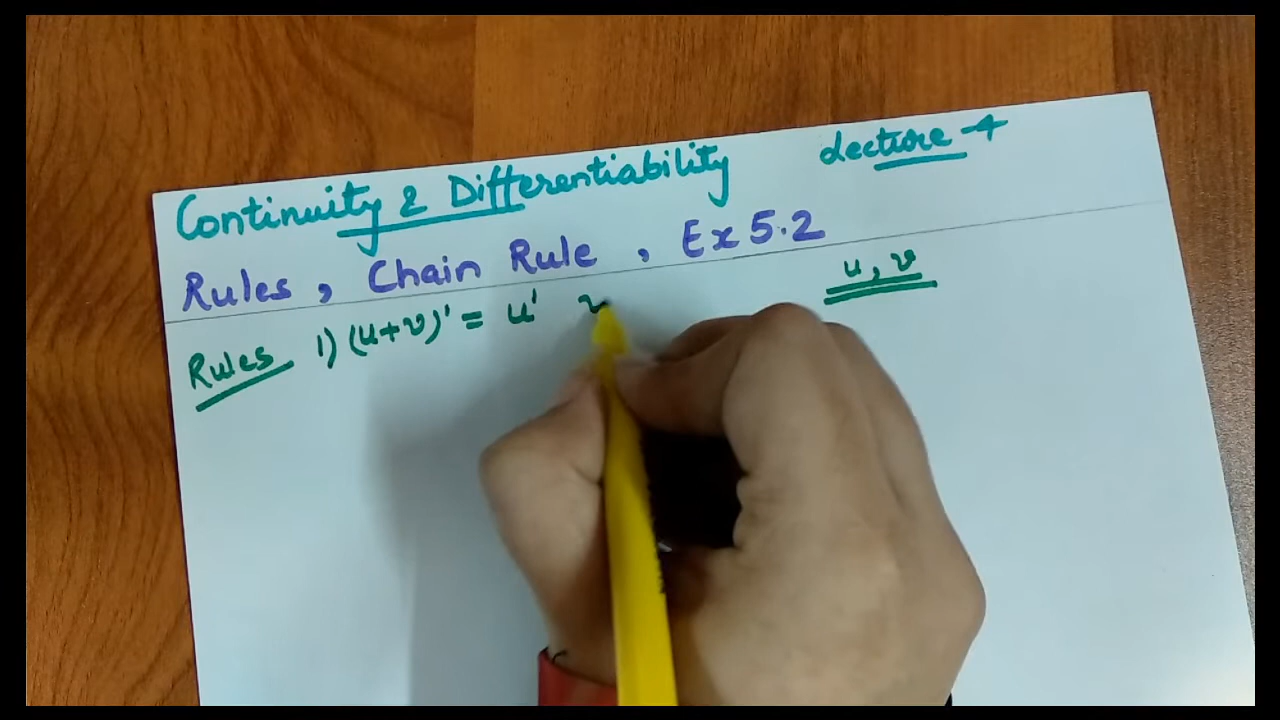 Continuity & Differentiability Lecture-4
Rules, Chain Rule, Ex 5.2
u, v
Rules 1) (u+v)' = u' v